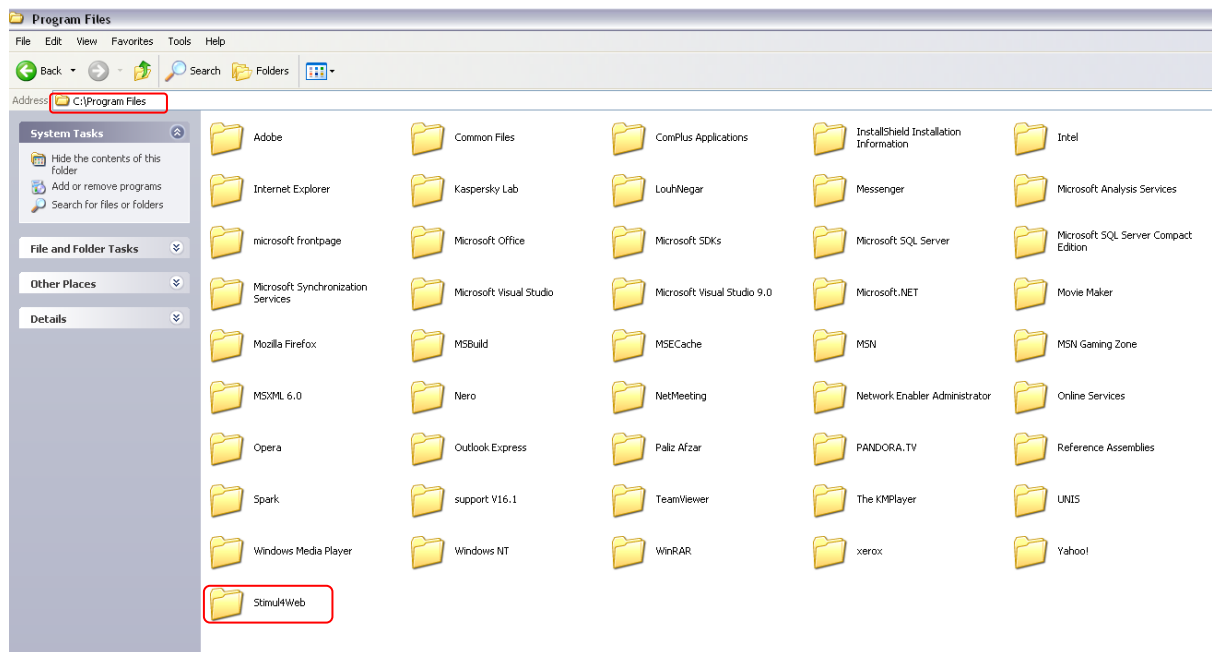 Program Files
File Edit View Favorites Tools Help
Back Search Folders
Address C:\Program Files
System Tasks
Hide the contents of this
folder
Add or remove programs
Search for files or folders
File and Folder Tasks
Other Places
Details
Adobe Common Files ComPlus Applications InstallShield Installation Information Intel
Internet Explorer Kaspersky Lab LouhNegar Messenger Microsoft Analysis Services
microsoft frontpage Microsoft Office Microsoft SDKs Microsoft SQL Server Microsoft SQL Server Compact Edition
Microsoft Synchronization Services Microsoft Visual Studio Microsoft Visual Studio 9.0 Microsoft.NET Movie Maker
Mozilla Firefox MSBuild MSECache MSN MSN Gaming Zone
MSXML 6.0 Nero NetMeeting Network Enabler Administrator Online Services
Opera Outlook Express Paliz Afzar PANDORA.TV Reference Assemblies
Spark support V16.1 TeamViewer The KMPlayer UNIS
Windows Media Player Windows NT WinRAR xerox Yahoo!
Stimul4Web